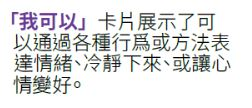 「我可以」卡片展示了可
以通過各種行爲或方法表
達情緒、冷靜下來、或讓心
情變好。